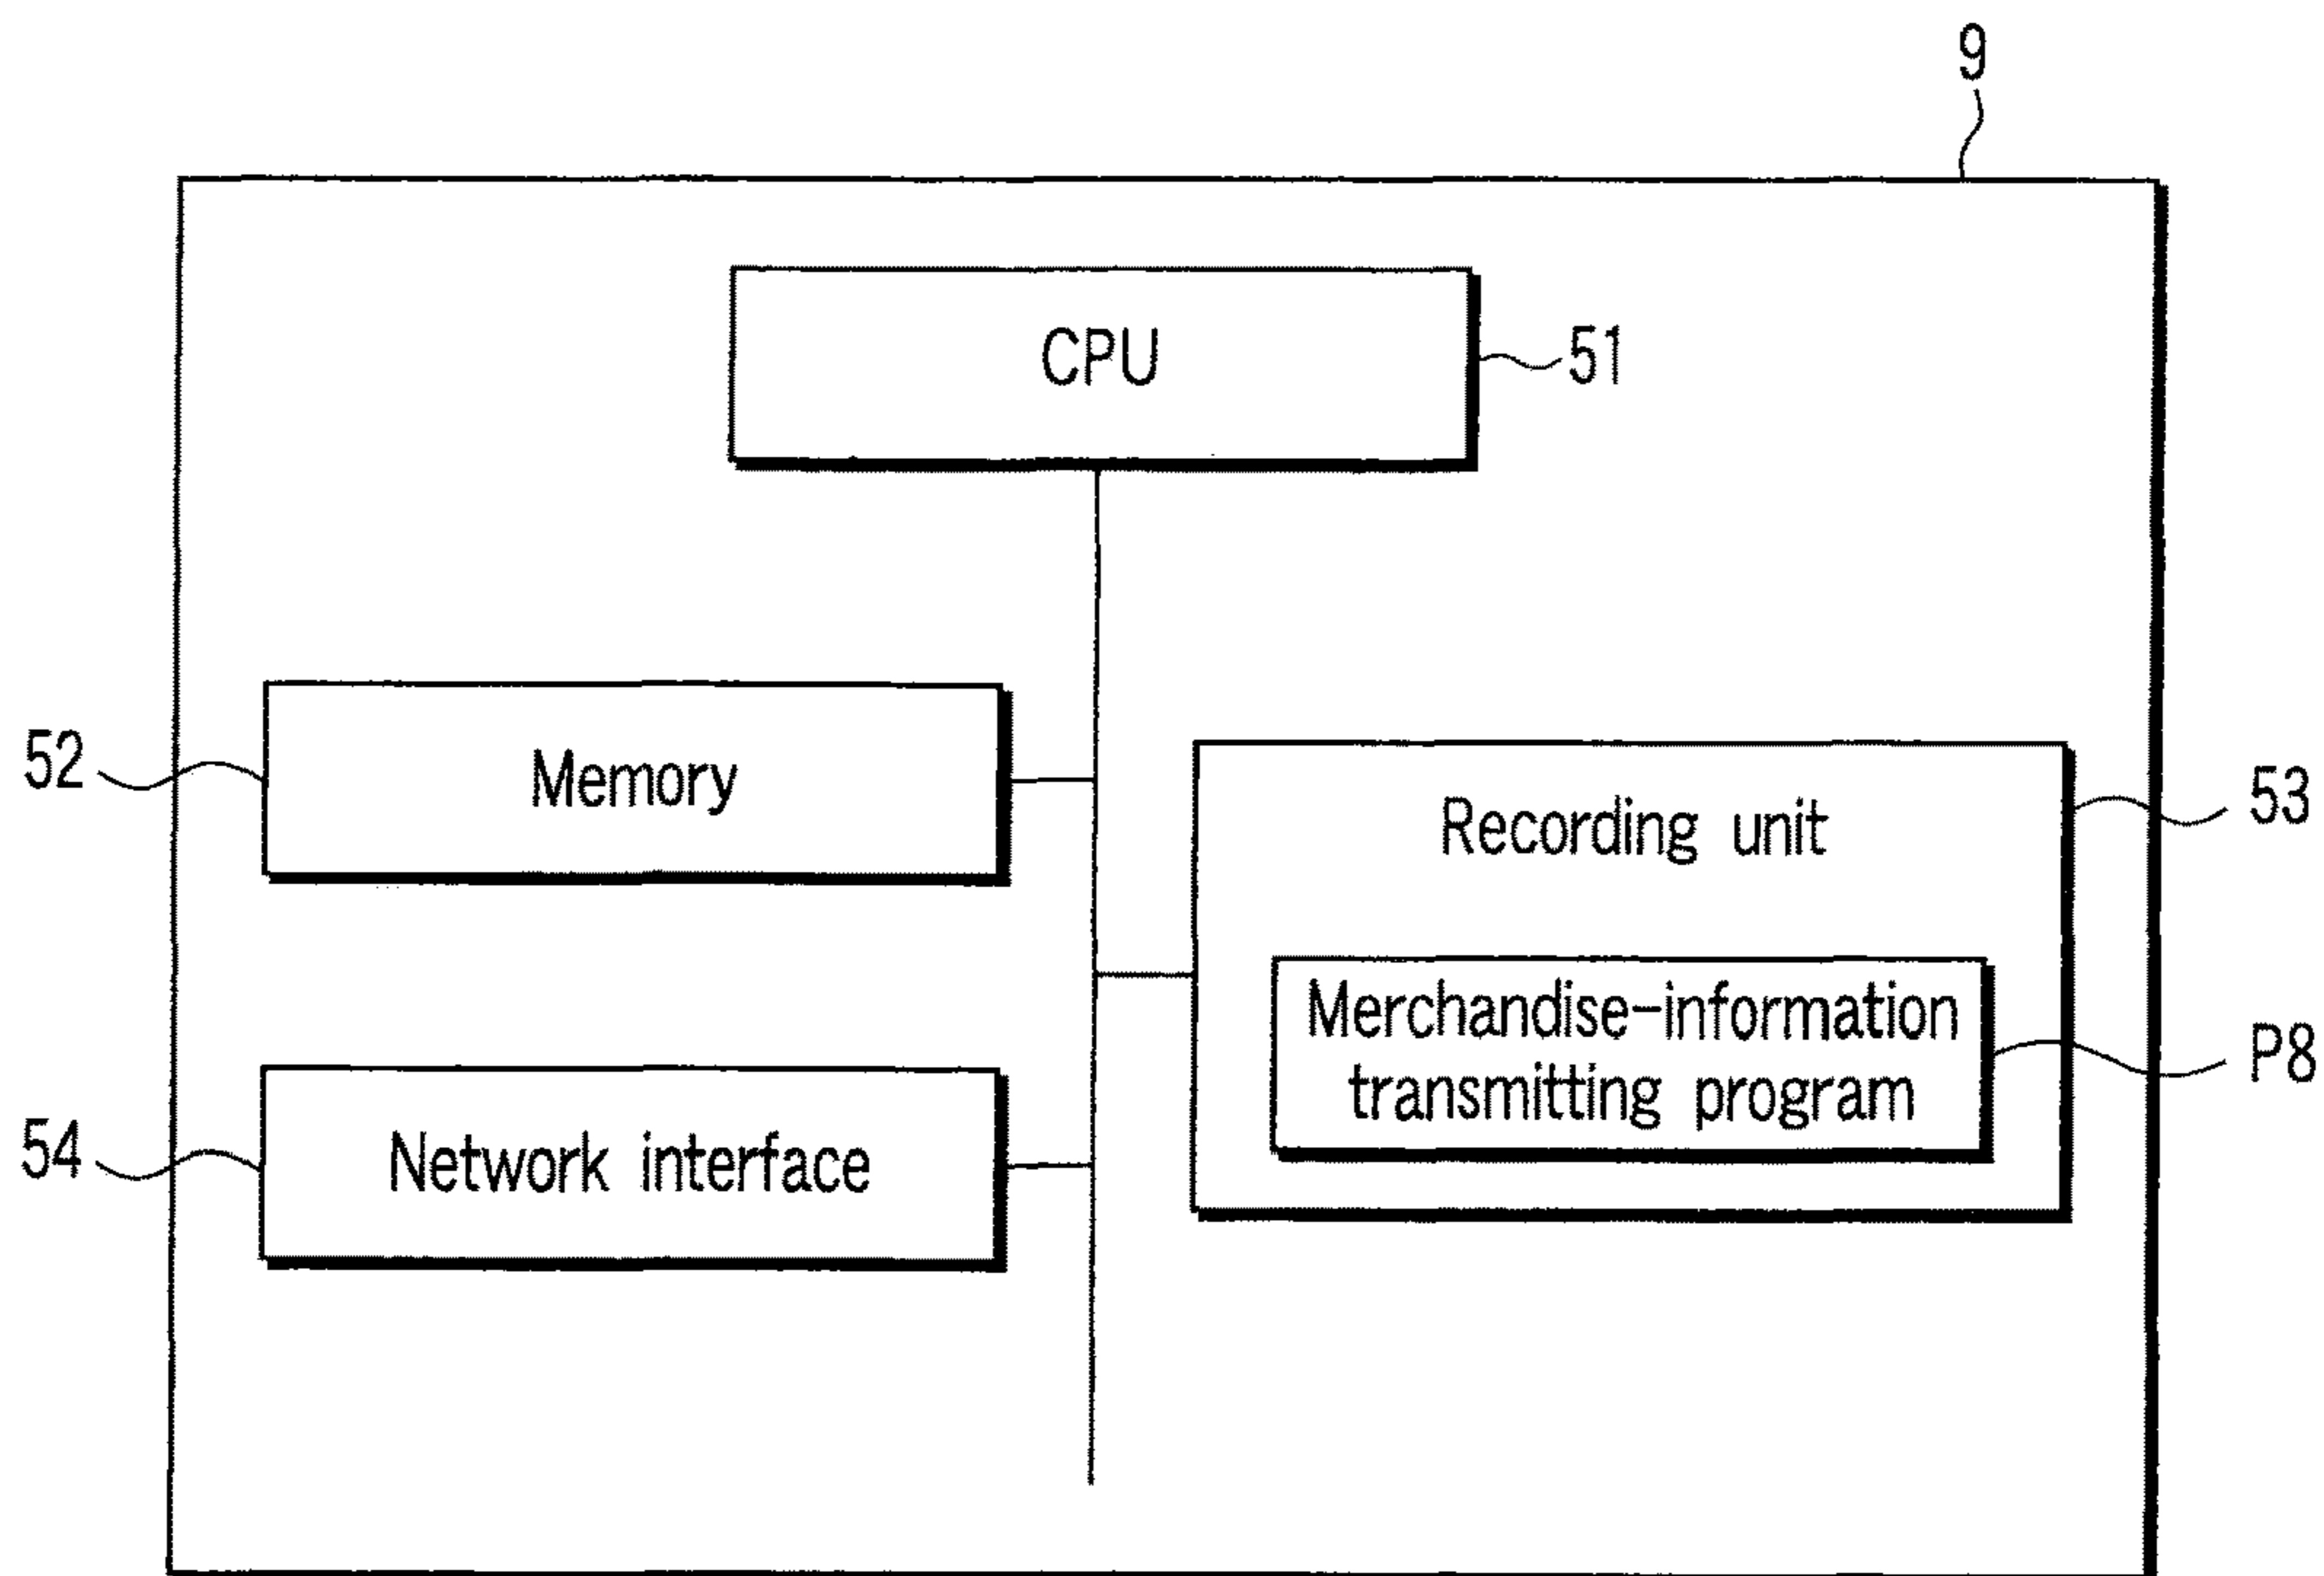 9
CPU
51
52
Memory
Recording unit
53
Merchandise-information
transmitting program
P8
54
Network interface